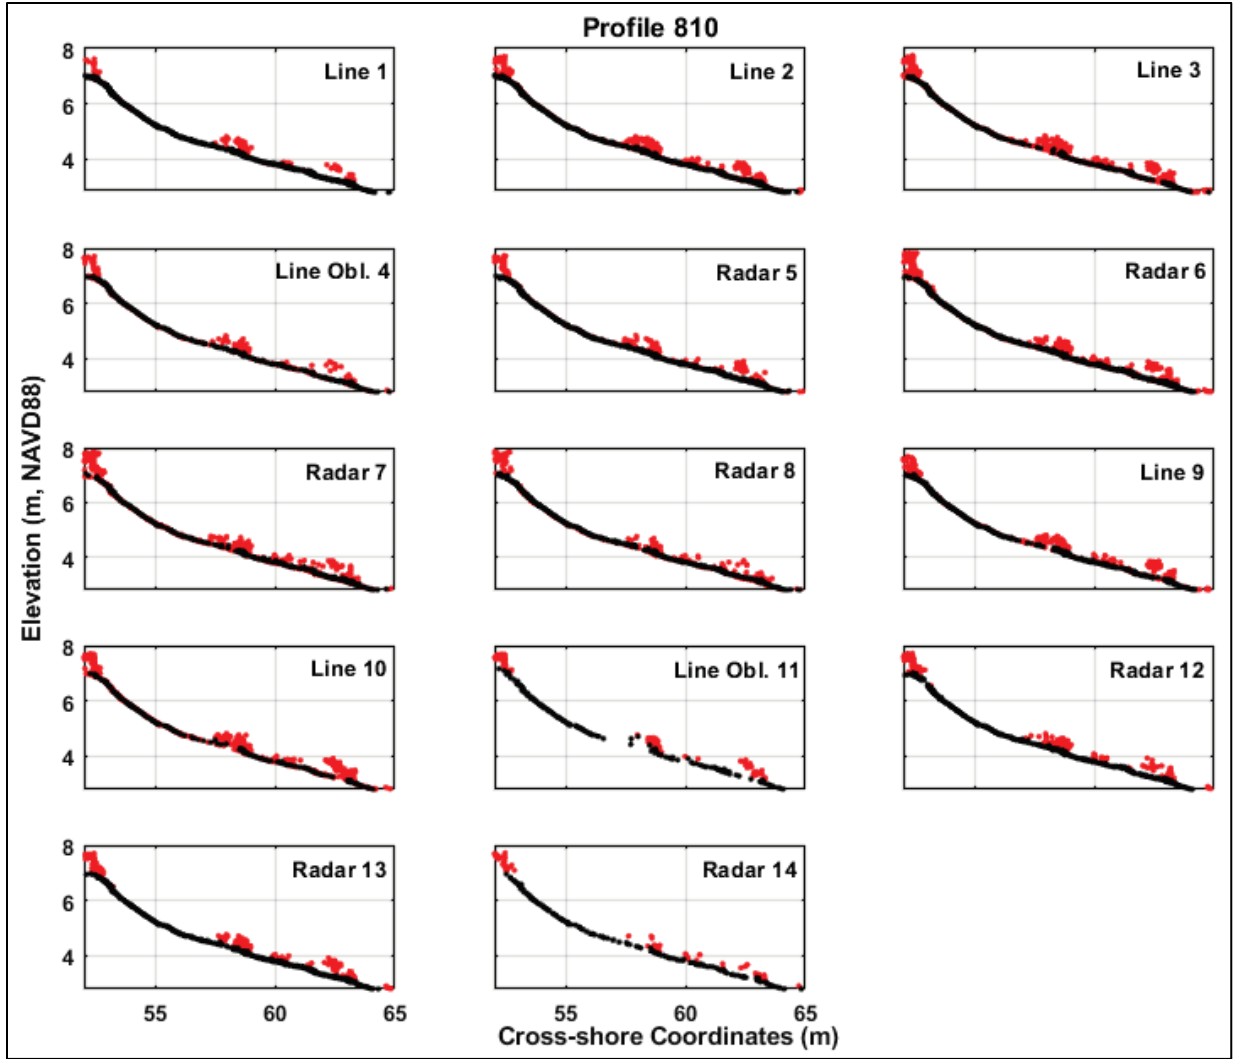 Profile 810
8
6
4
Line 1
Line 2
Line 3
8
6
4
Line Obl. 4
Radar 5
Radar 6
8
6
4
Radar 7
Radar 8
Line 9
8
6
4
Line 10
Line Obl. 11
Radar 12
8
6
4
Radar 13
Radar 14
55 60 65
55 60 65
Elevation (m, NAVD88)
Cross-shore Coordinates (m)